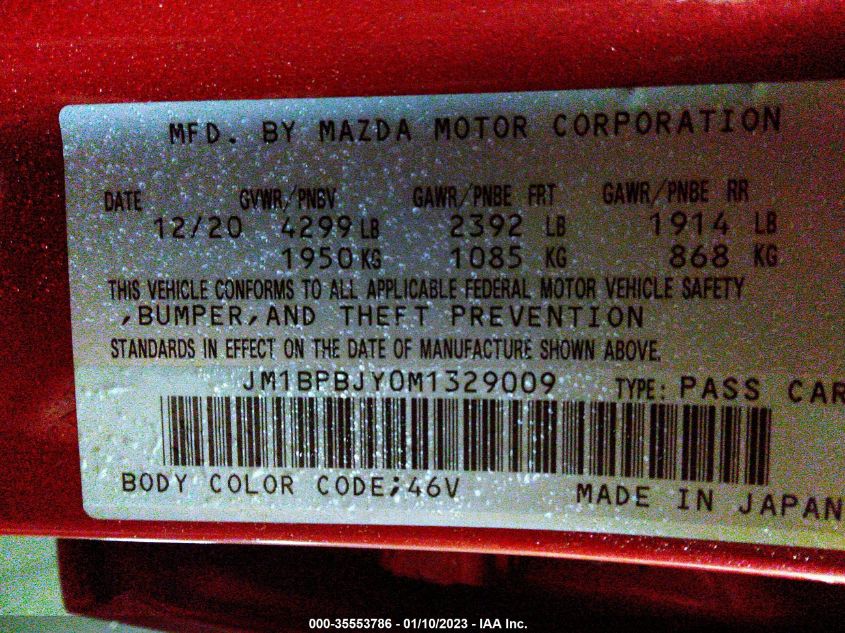 MFD. BY MAZDA MOTOR CORPORATION
DATE GVWR/PNBV GAWR/PNBE FRT GAWR/PNBE RR
12/20 4299 LB 2392 LB 1914 LB
1950 KG 1085 KG 868 KG
THIS VEHICLE CONFORMS TO ALL APPLICABLE FEDERAL MOTOR VEHICLE SAFETY
,BUMPER,AND THEFT PREVENTION
STANDARDS IN EFFECT ON THE DATE OF MANUFACTURE SHOWN ABOVE.
JM1BPBJY0M1329009 TYPE: PASS CAR
BODY COLOR CODE;46V MADE IN JAPAN
000-35553786 - 01/10/2023 - IAA Inc.